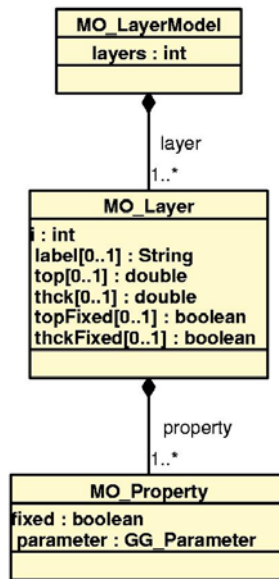 MO_LayerModel
layers : int
layer
1..*
MO_Layer
i : int
label[0..1] : String
top[0..1] : double
thck[0..1] : double
topFixed[0..1] : boolean
thckFixed[0..1] : boolean
property
1..*
MO_Property
fixed : boolean
parameter : GG_Parameter